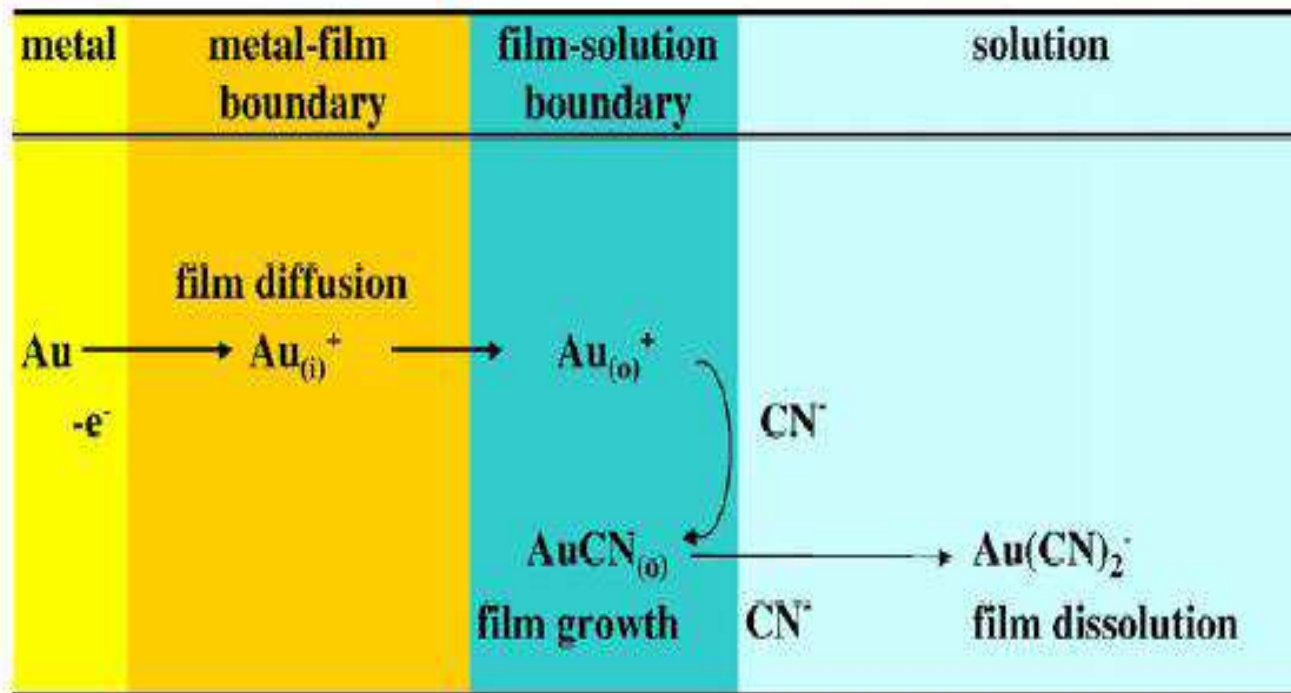 metal metal-film film-solution solution
boundary boundary
film diffusion
Au Au(i)+ Au(o)+
-e- CN-
AuCN(o) Au(CN)2-
film growth CN- film dissolution